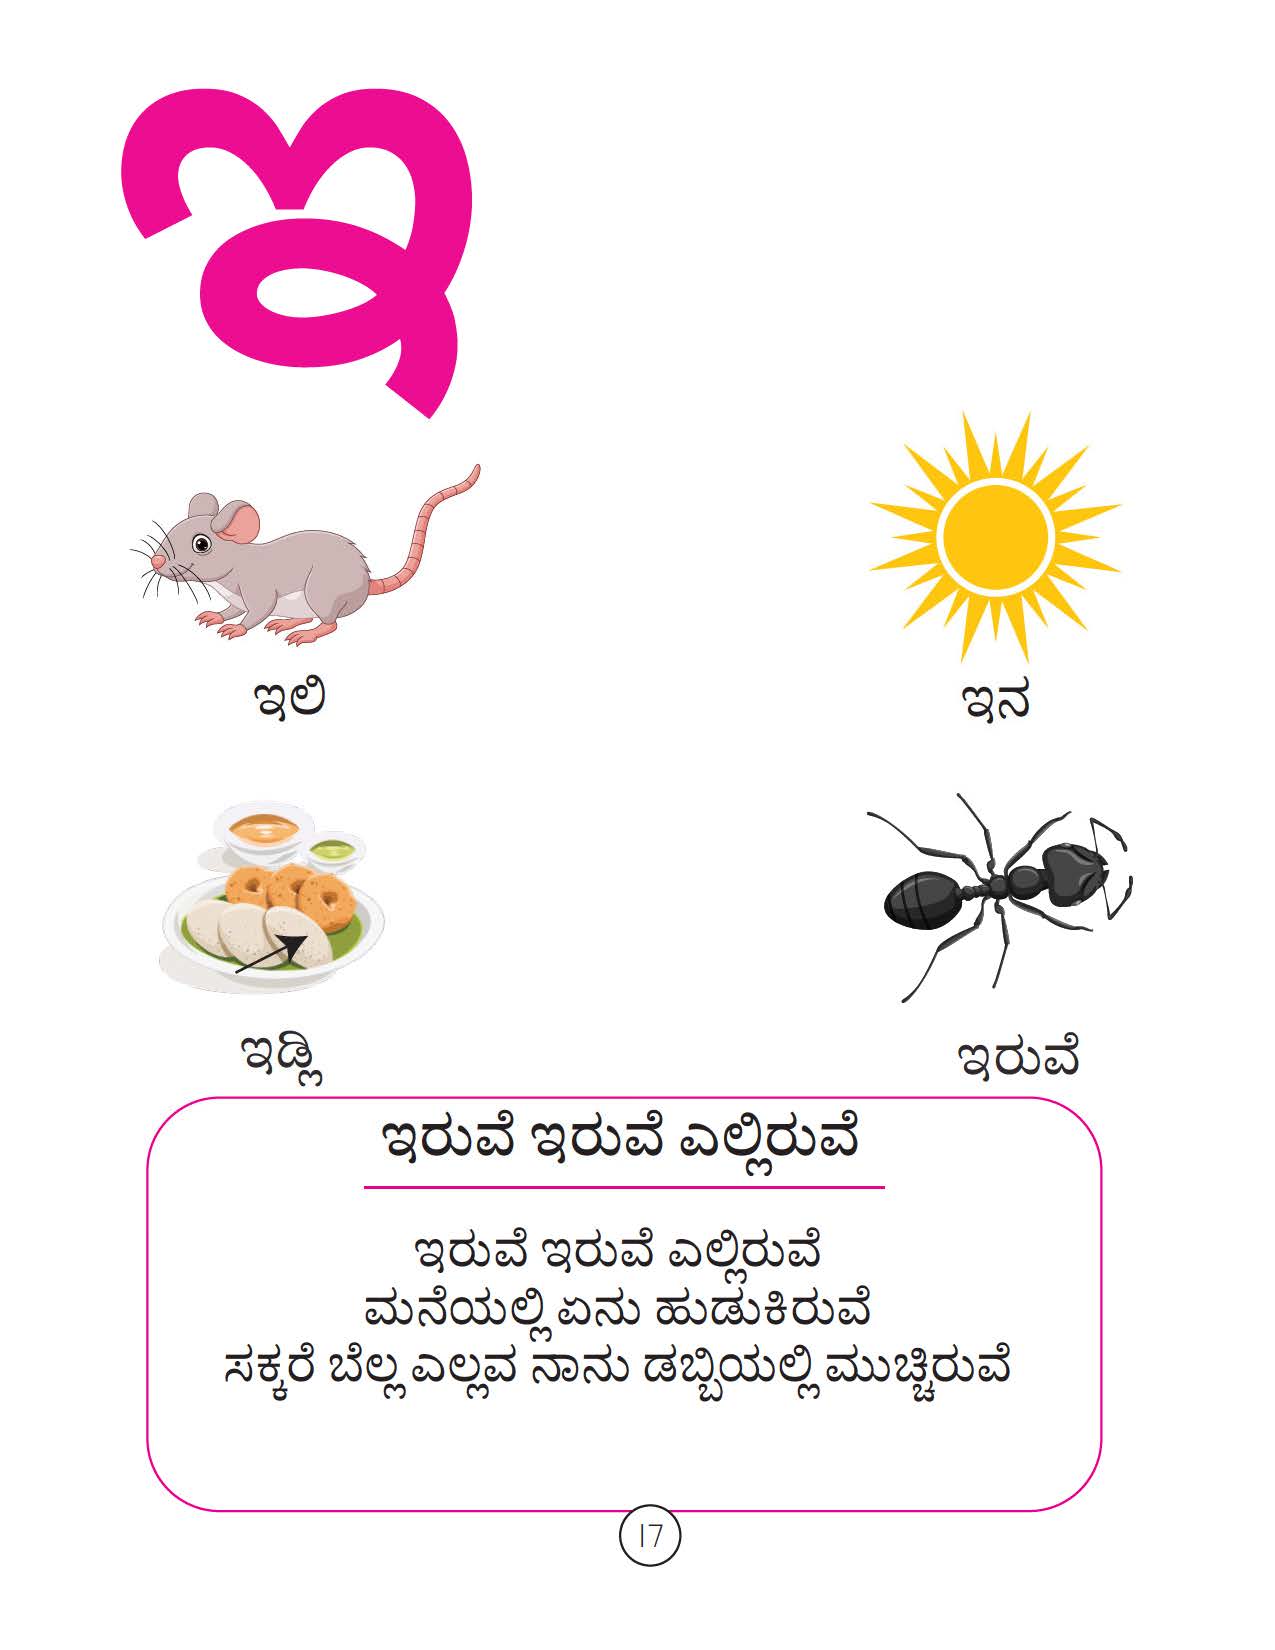 ಇ
ಇಲಿ
ಇನ
ಇಡ್ಲಿ
ಇರುವೆ
ಇರುವೆ ಇರುವೆ ಎಲ್ಲಿರುವೆ
ಇರುವೆ ಇರುವೆ ಎಲ್ಲಿರುವೆ
ಮನೆಯಲ್ಲಿ ಏನು ಹುಡುಕಿರುವೆ
ಸಕ್ಕರೆ ಬೆಲ್ಲ ಎಲ್ಲವ ನಾನು ಡಬ್ಬಿಯಲ್ಲಿ ಮುಚ್ಚಿರುವೆ
17